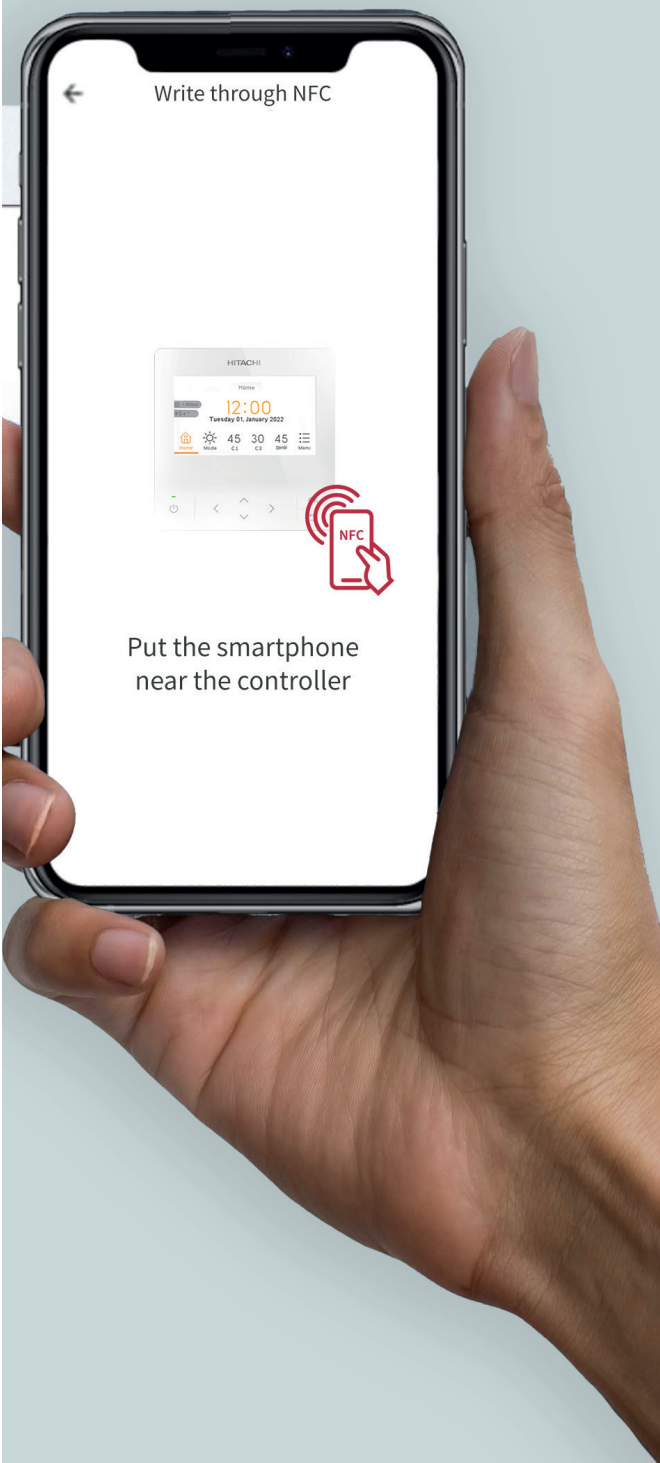 Write through NFC
HITACHI
Home
12:00
Tuesday 01, January 2022
45 30 45
Home Mode C1 C2 DHW Menu
NFC
Put the smartphone
near the controller